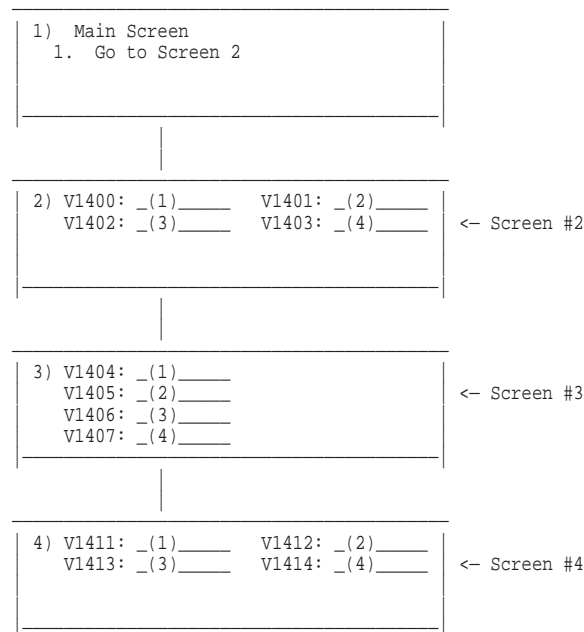 1) Main Screen
1. Go to Screen 2
2) V1400: _(1)_____ V1401: _(2)_____ <— Screen #2
V1402: _(3)_____ V1403: _(4)_____
3) V1404: _(1)_____
V1405: _(2)_____ <— Screen #3
V1406: _(3)_____
V1407: _(4)_____
4) V1411: _(1)_____ V1412: _(2)_____
V1413: _(3)_____ V1414: _(4)_____ <— Screen #4